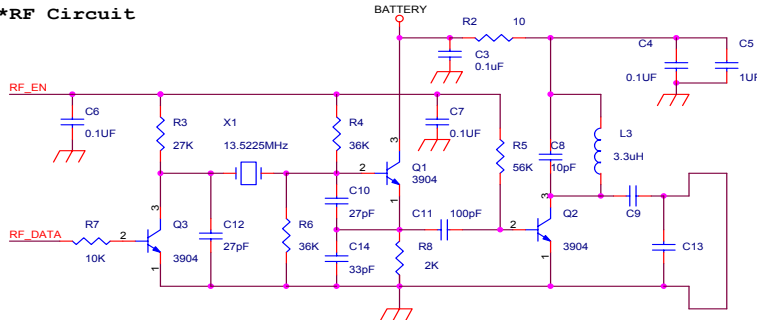 *RF Circuit
BATTERY
R2 10
C3
0.1uF
C4
0.1UF
C5
1UF
RF_EN
C6
0.1UF
R3
27K
X1
13.5225MHz
R4
36K
C7
0.1UF
R5
56K
C8
10pF
L3
3.3uH
3
2
1
Q1
3904
C10
27pF
C11 100pF
C9
C13
RF_DATA
R7
10K
2
3
1
Q3
3904
C12
27pF
R6
36K
C14
33pF
R8
2K
2
3
1
Q2
3904